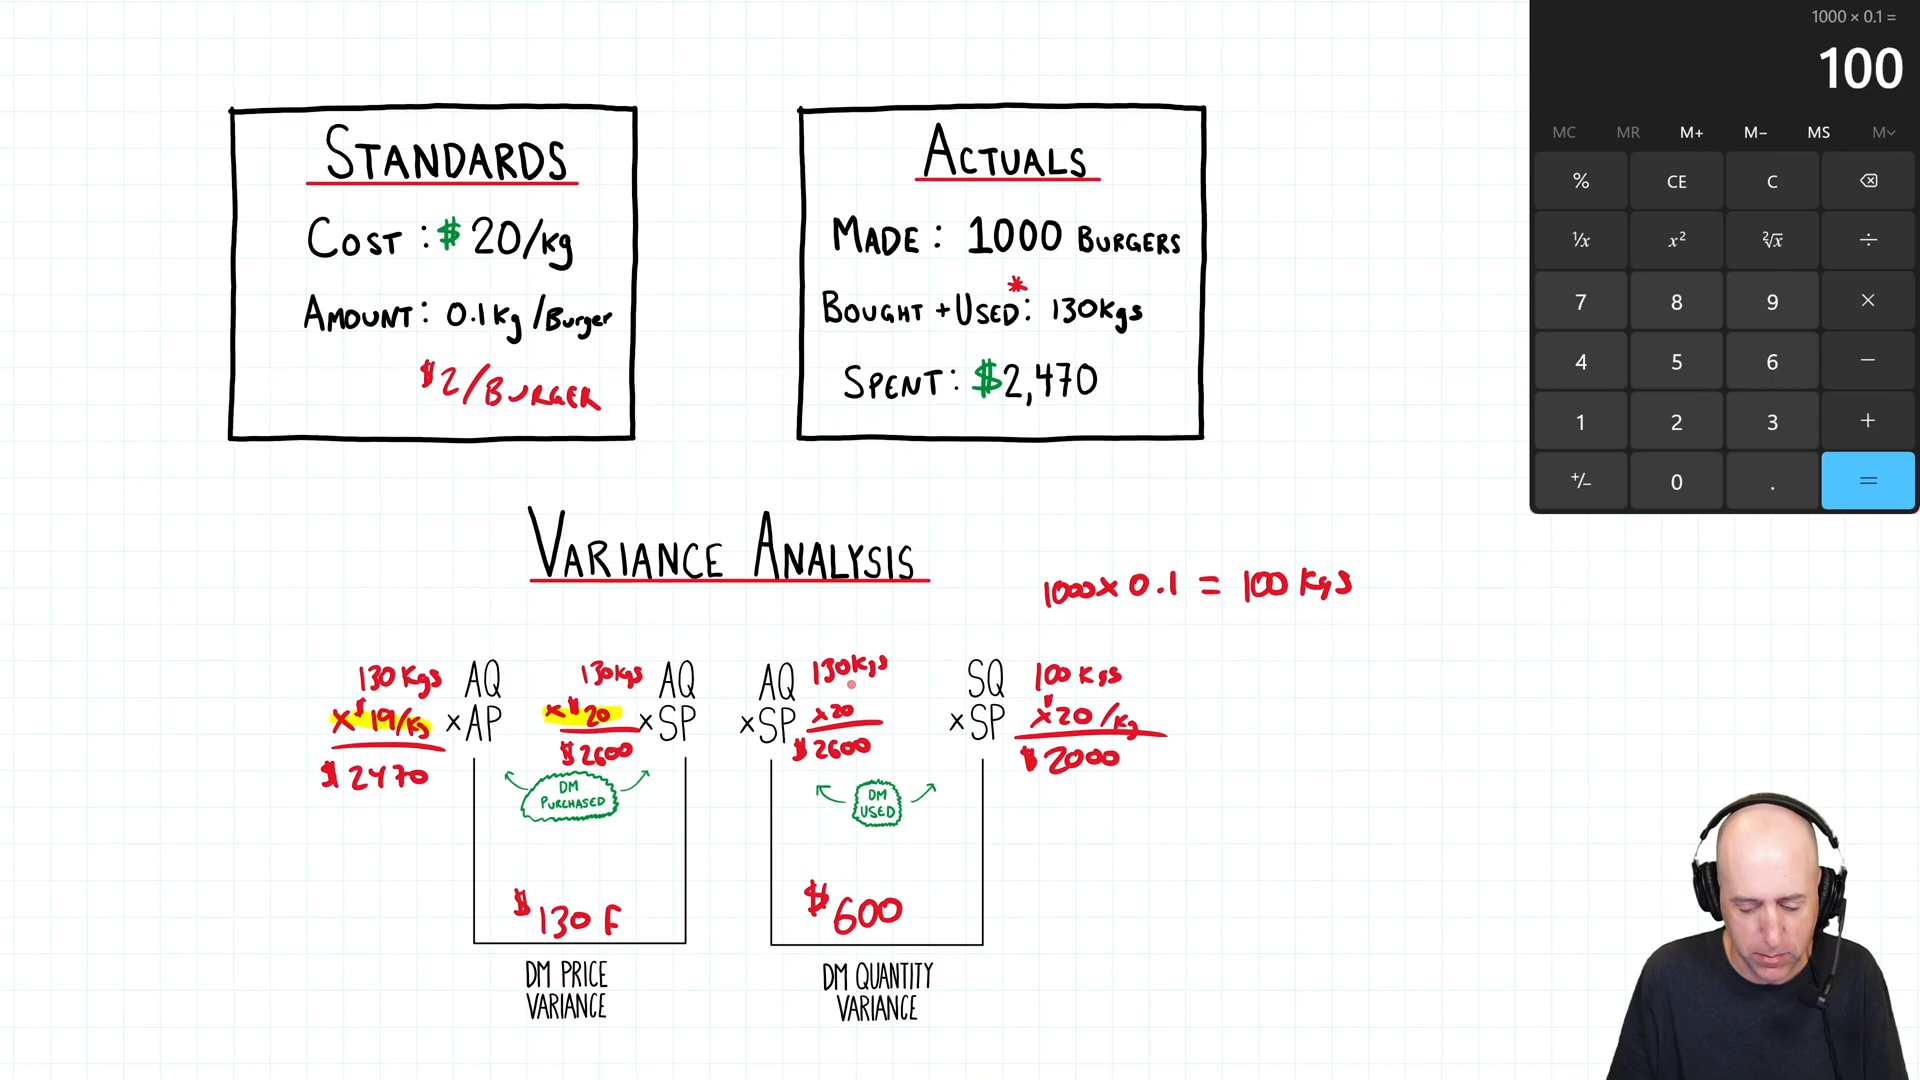 STANDARDS
COST : $20/kg
AMOUNT: 0.1kg/Burger
$2/BURGER
ACTUALS
MADE: 1000 BURGERS
*
BOUGHT + USED: 130kgs
SPENT: $2,470
VARIANCE ANALYSIS
1000 x 0.1 = 100 kgs
130 kgs AQ
x $19/kg x AP
$2470
130kgs AQ
x $20 x SP
$2600
DM
PURCHASED
$130 F
DM PRICE
VARIANCE
AQ 130kgs
x SP x20
$2600
SQ 100 kgs
x SP x $20/kg
$2000
DM
USED
$600
DM QUANTITY
VARIANCE
1000 × 0.1 =
100
MC MR M+ M− MS M˅
% CE C ⌫
¹/x x² ²√x ÷
7 8 9 ×
4 5 6 −
1 2 3 +
+/− 0 . =